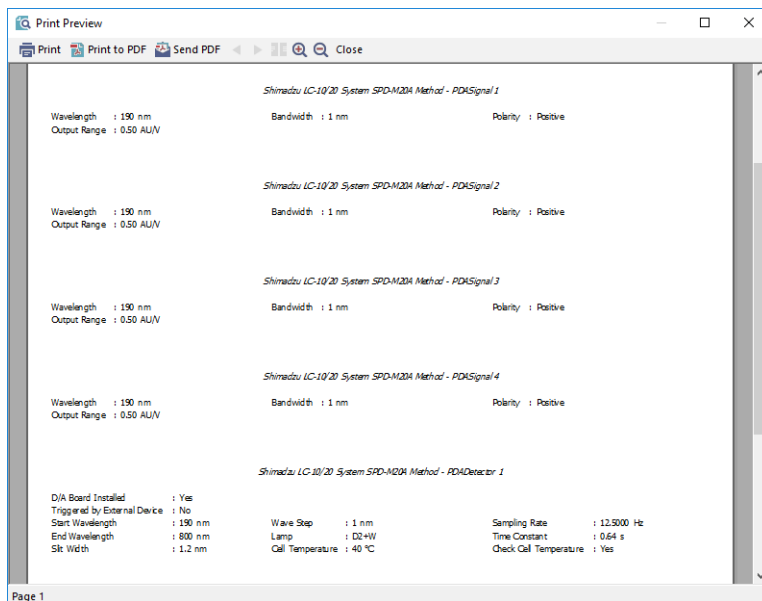 Print Preview
Print Print to PDF Send PDF Close
Shimadzu LC-10/20 System SPD-M20A Method - PDASignal 1
Wavelength : 190 nm Bandwidth : 1 nm Polarity : Positive
Output Range : 0.50 AU/V
Shimadzu LC-10/20 System SPD-M20A Method - PDASignal 2
Wavelength : 190 nm Bandwidth : 1 nm Polarity : Positive
Output Range : 0.50 AU/V
Shimadzu LC-10/20 System SPD-M20A Method - PDASignal 3
Wavelength : 190 nm Bandwidth : 1 nm Polarity : Positive
Output Range : 0.50 AU/V
Shimadzu LC-10/20 System SPD-M20A Method - PDASignal 4
Wavelength : 190 nm Bandwidth : 1 nm Polarity : Positive
Output Range : 0.50 AU/V
Shimadzu LC-10/20 System SPD-M20A Method - PDADetector 1
D/A Board Installed : Yes
Triggered by External Device : No
Start Wavelength : 190 nm Wave Step : 1 nm Sampling Rate : 12.5000 Hz
End Wavelength : 800 nm Lamp : D2+W Time Constant : 0.64 s
Slit Width : 1.2 nm Cell Temperature : 40 °C Check Cell Temperature : Yes
Page 1